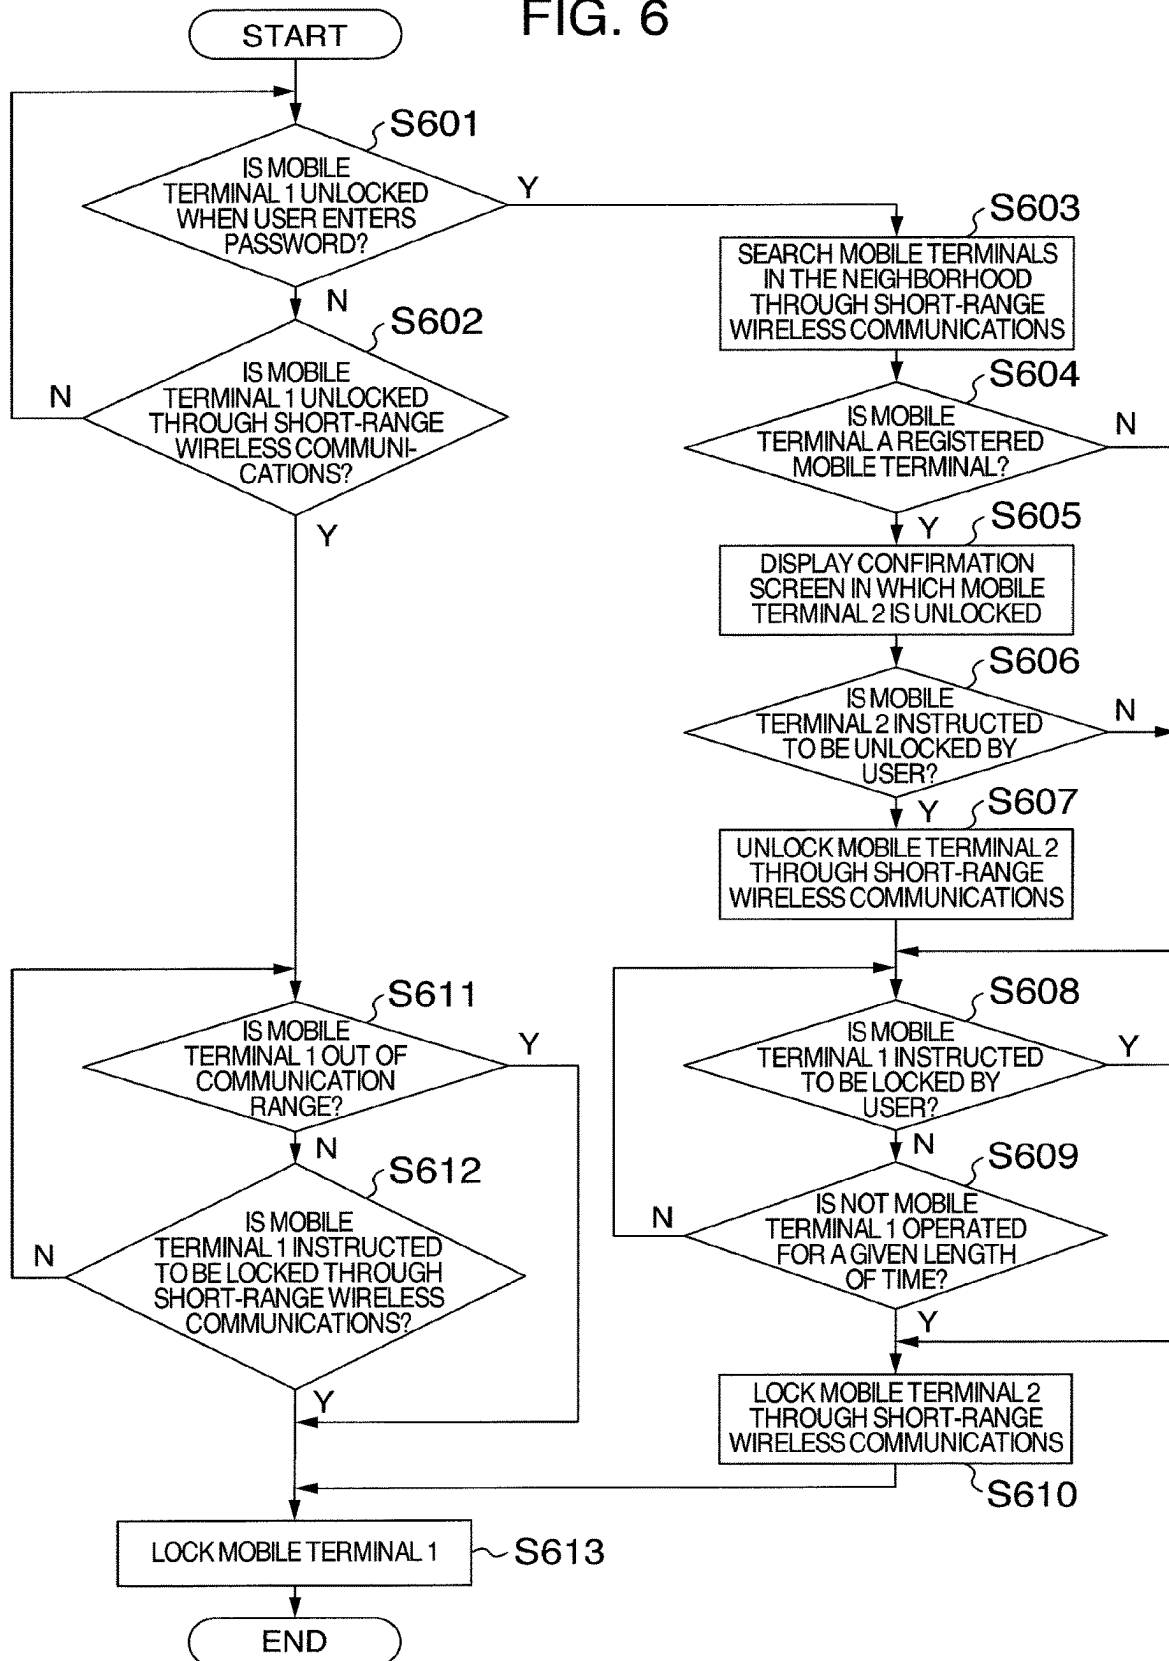 FIG. 6
START
S601
IS MOBILE
TERMINAL 1 UNLOCKED
WHEN USER ENTERS
PASSWORD?
Y
N
S602
IS MOBILE
TERMINAL 1 UNLOCKED
THROUGH SHORT-RANGE
WIRELESS COMMUNI-
CATIONS?
N
Y
S603
SEARCH MOBILE TERMINALS
IN THE NEIGHBORHOOD
THROUGH SHORT-RANGE
WIRELESS COMMUNICATIONS
S604
IS MOBILE
TERMINAL A REGISTERED
MOBILE TERMINAL?
N
Y
S605
DISPLAY CONFIRMATION
SCREEN IN WHICH MOBILE
TERMINAL 2 IS UNLOCKED
S606
IS MOBILE
TERMINAL 2 INSTRUCTED
TO BE UNLOCKED BY
USER?
N
Y
S607
UNLOCK MOBILE TERMINAL 2
THROUGH SHORT-RANGE
WIRELESS COMMUNICATIONS
S608
IS MOBILE
TERMINAL 1 INSTRUCTED
TO BE LOCKED BY
USER?
Y
N
S609
IS NOT MOBILE
TERMINAL 1 OPERATED
FOR A GIVEN LENGTH
OF TIME?
N
Y
LOCK MOBILE TERMINAL 2
THROUGH SHORT-RANGE
WIRELESS COMMUNICATIONS
S610
S611
IS MOBILE
TERMINAL 1 OUT OF
COMMUNICATION
RANGE?
Y
N
S612
IS MOBILE
TERMINAL 1 INSTRUCTED
TO BE LOCKED THROUGH
SHORT-RANGE WIRELESS
COMMUNICATIONS?
N
Y
LOCK MOBILE TERMINAL 1
S613
END